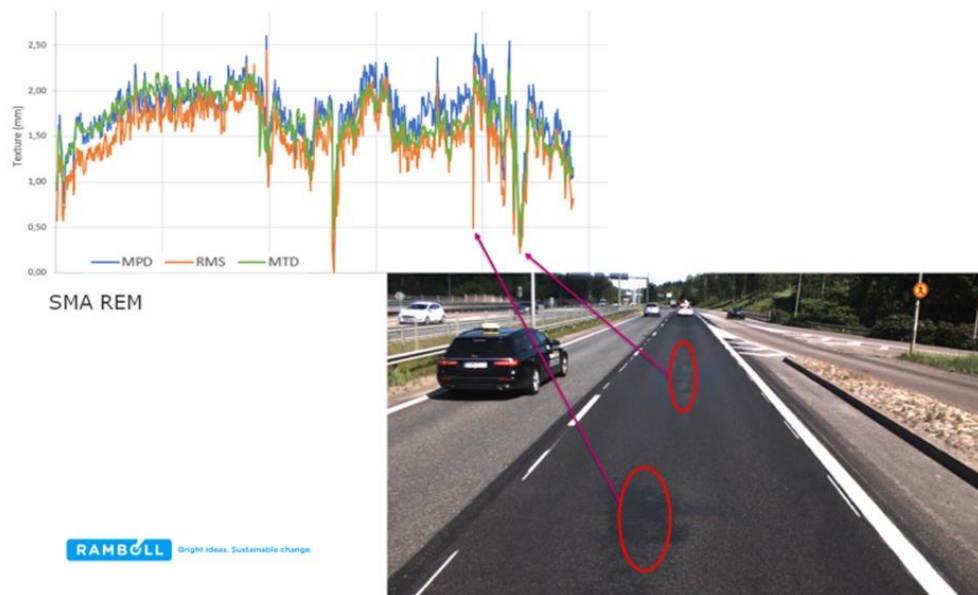 2,50
2,00
1,50
1,00
0,50
0,00
Texture (mm)
MPD RMS MTD
SMA REM
RAMBOLL Bright ideas. Sustainable change.